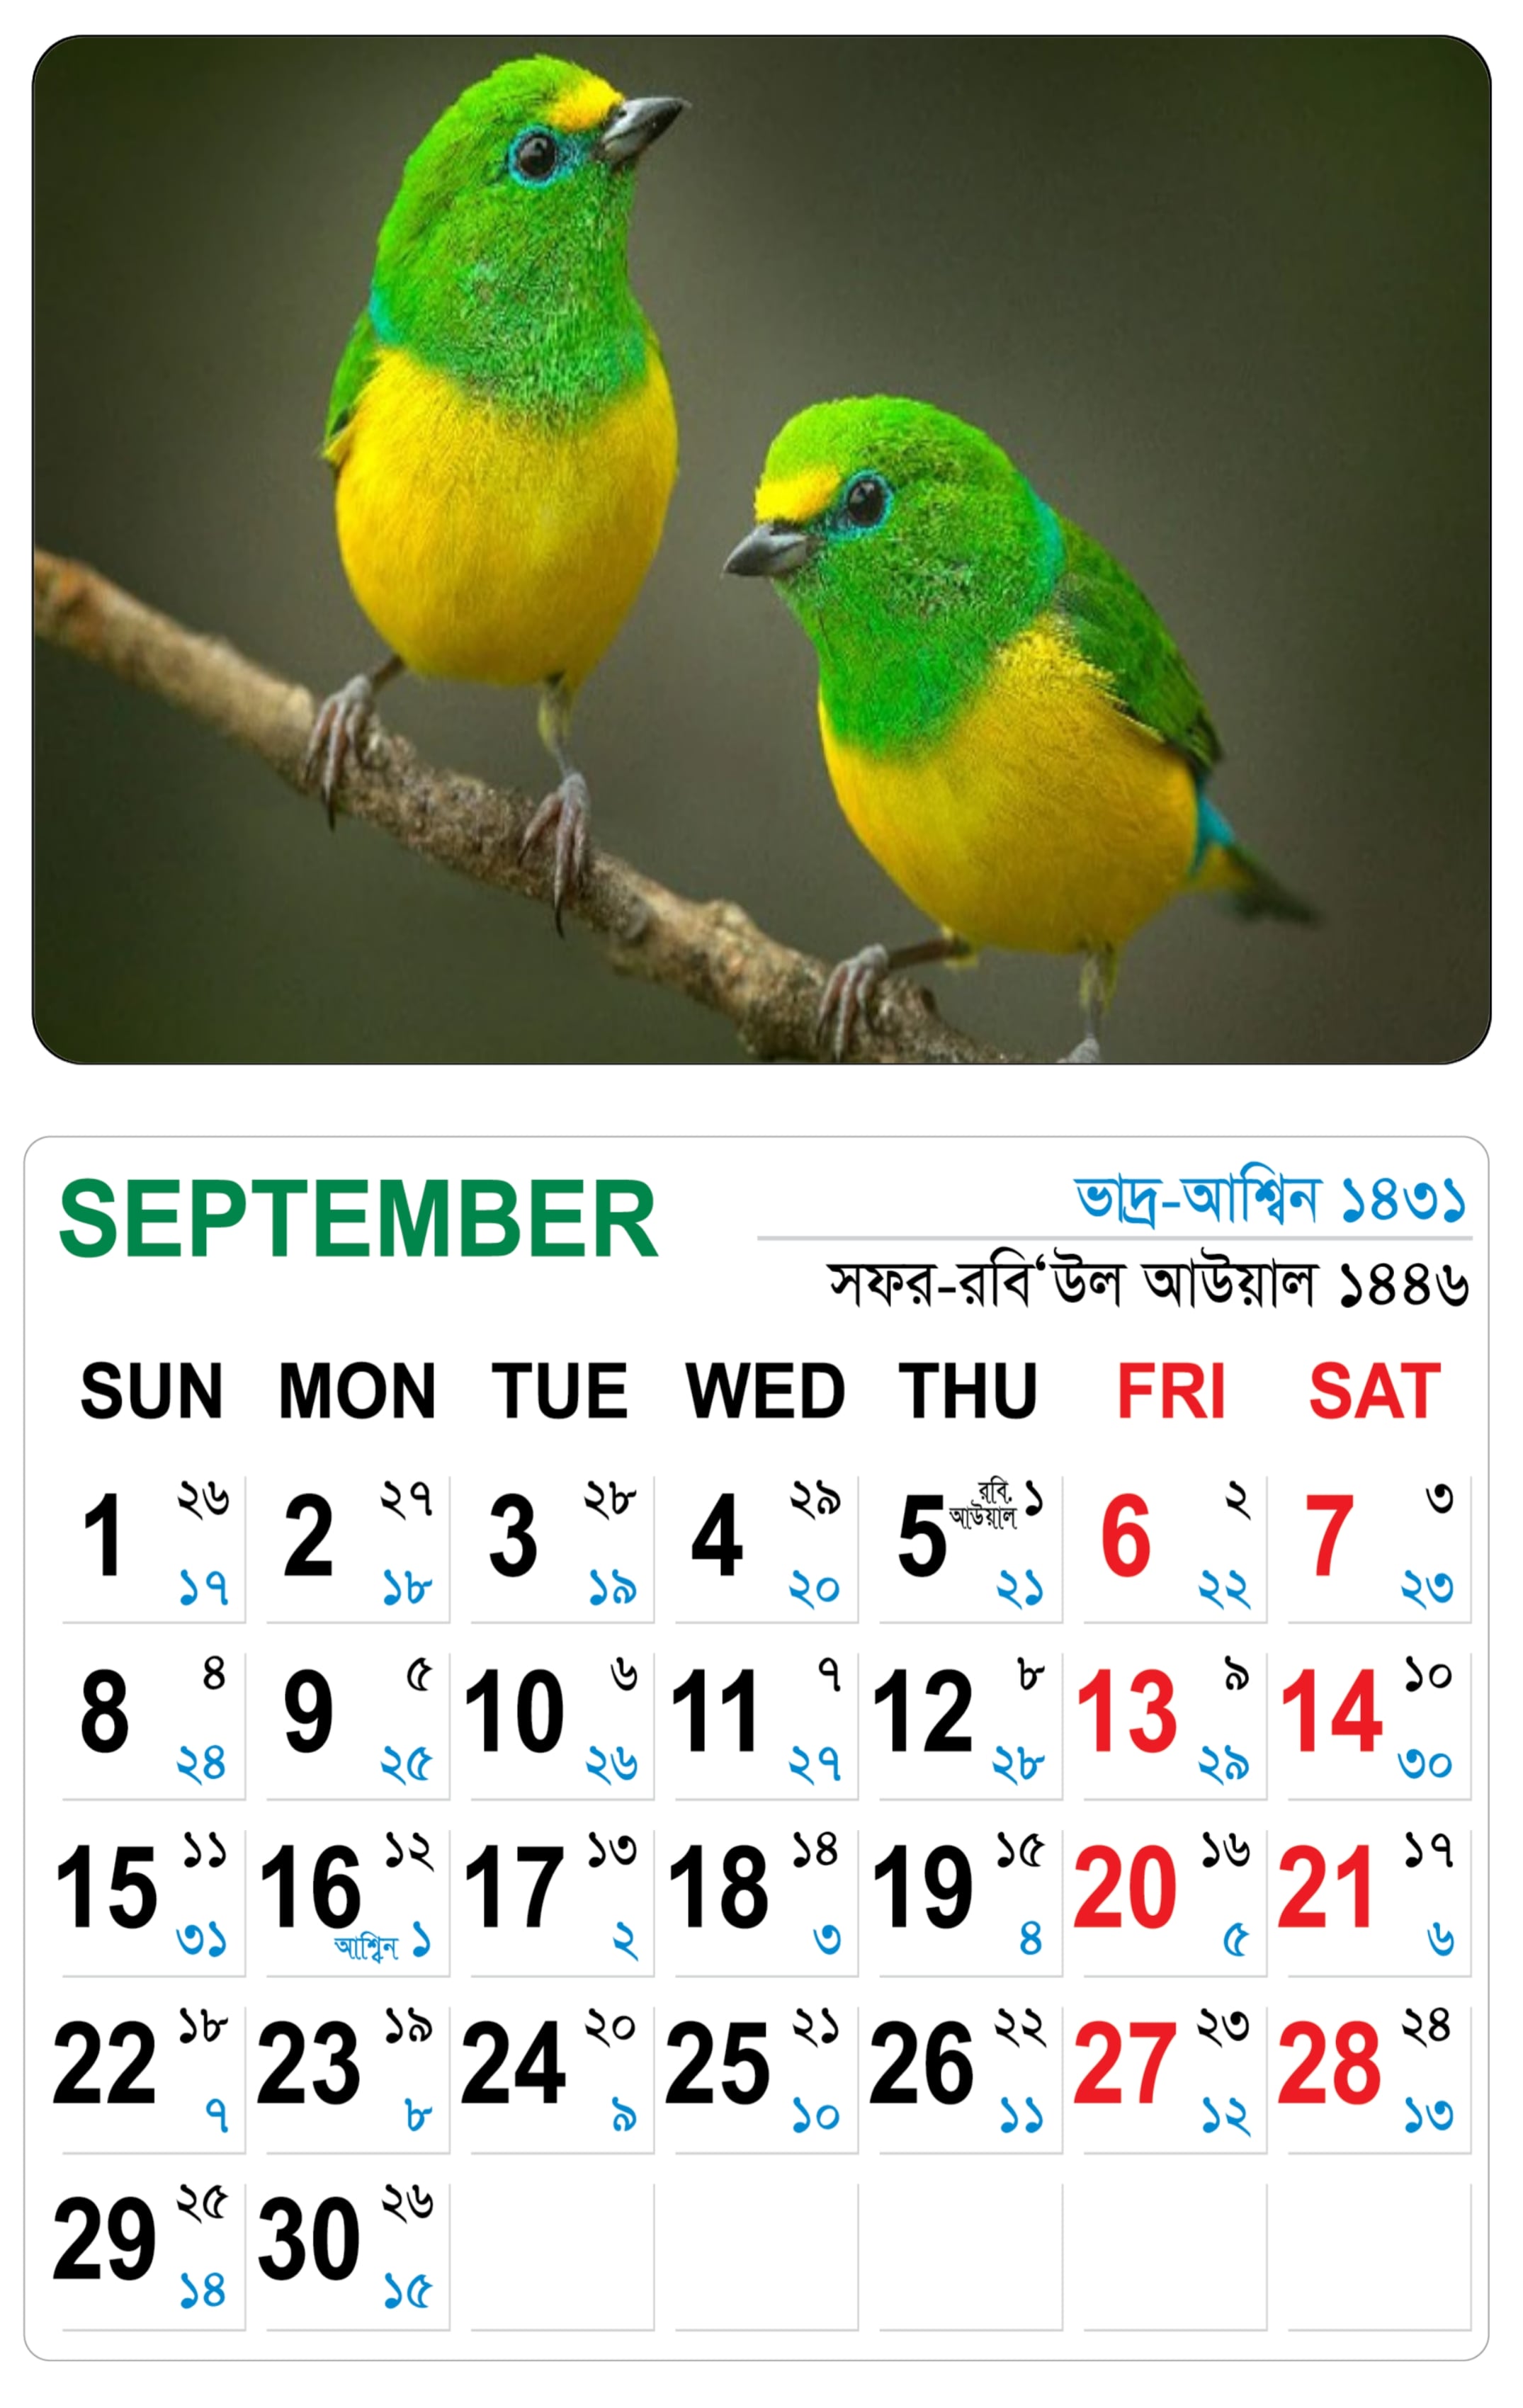 SEPTEMBER
ভাদ্র-আশ্বিন ১৪৩১
সফর-রবি‘উল আউয়াল ১৪৪৬
SUN MON TUE WED THU FRI SAT
1 ২৬ ১৭ 2 ২৭ ১৮ 3 ২৮ ১৯ 4 ২৯ ২০ 5 রবি. আউয়াল ১ ২১ 6 ২ ২২ 7 ৩ ২৩
8 ৪ ২৪ 9 ৫ ২৫ 10 ৬ ২৬ 11 ৭ ২৭ 12 ৮ ২৮ 13 ৯ ২৯ 14 ১০ ৩০
15 ১১ ৩১ 16 ১২ আশ্বিন ১ 17 ১৩ ২ 18 ১৪ ৩ 19 ১৫ ৪ 20 ১৬ ৫ 21 ১৭ ৬
22 ১৮ ৭ 23 ১৯ ৮ 24 ২০ ৯ 25 ২১ ১০ 26 ২২ ১১ 27 ২৩ ১২ 28 ২৪ ১৩
29 ২৫ ১৪ 30 ২৬ ১৫